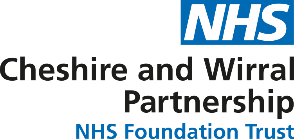 NHS
Cheshire and Wirral
Partnership
NHS Foundation Trust